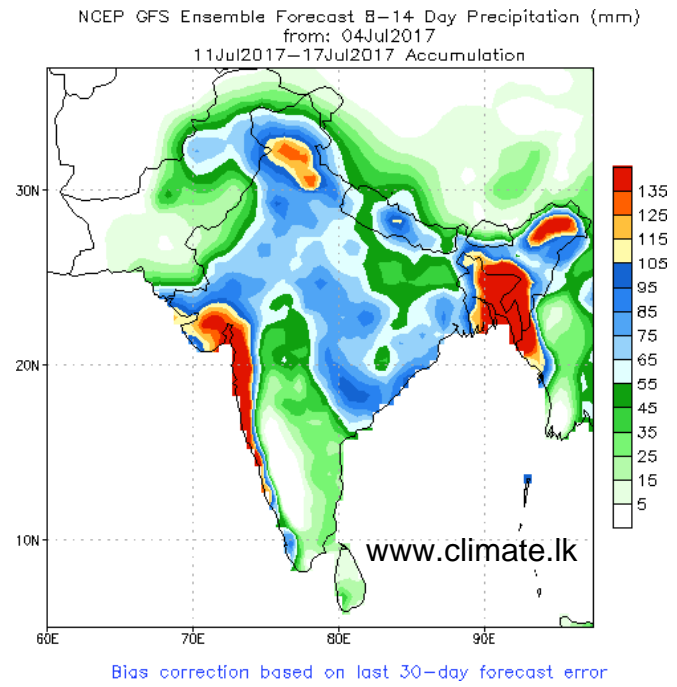 NCEP GFS Ensemble Forecast 8-14 Day Precipitation (mm)
from: 04Jul2017
11Jul2017-17Jul2017 Accumulation
30N
20N
10N
60E
70E
80E
90E
135
125
115
105
95
85
75
65
55
45
35
25
15
5
www.climate.lk
Bias correction based on last 30-day forecast error